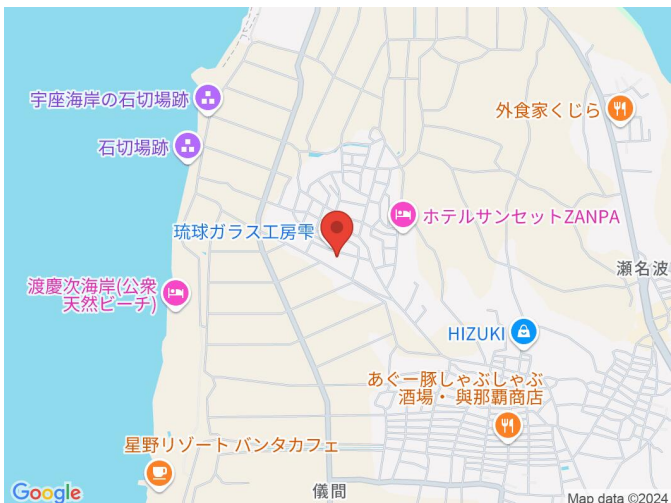 宇座海岸の石切場跡
外食家くじら
石切場跡
ホテルサンセットZANPA
琉球ガラス工房雫
瀬名波
渡慶次海岸(公衆
天然ビーチ)
HIZUKI
あぐー豚しゃぶしゃぶ
酒場・ 與那覇商店
星野リゾート バンタカフェ
儀間
Google
Map data ©2024